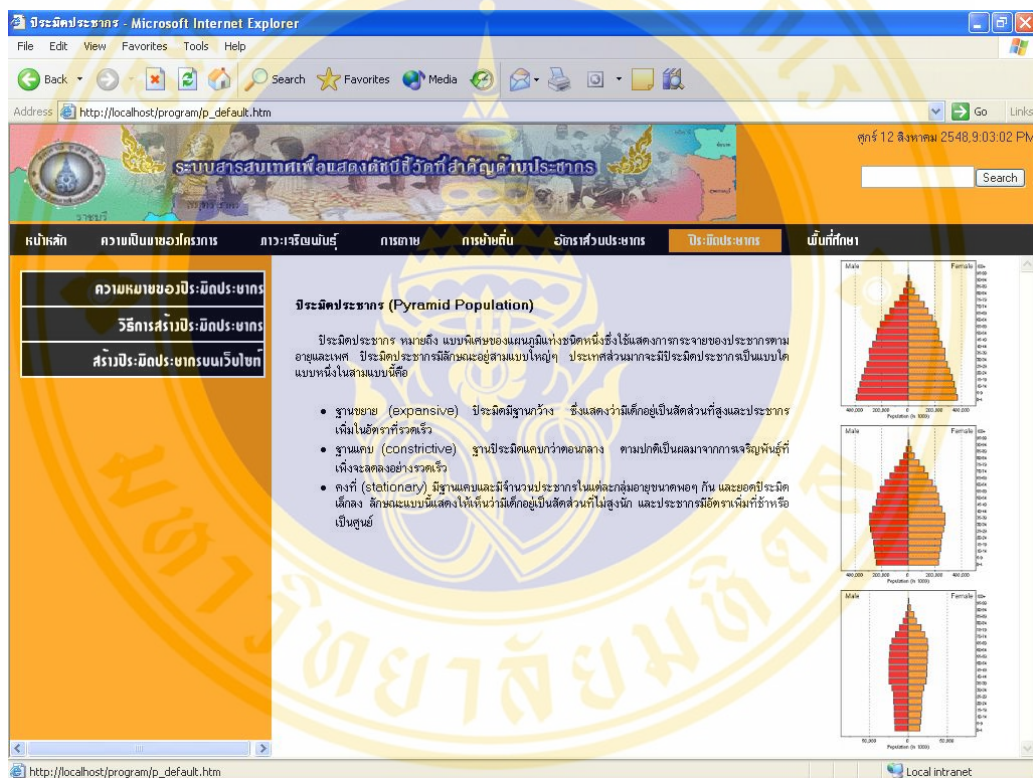 ปิระมิดประชากร - Microsoft Internet Explorer
File Edit View Favorites Tools Help
Back Search Favorites Media
Address http://localhost/program/p_default.htm Go Links
ศุกร์ 12 สิงหาคม 2548,9:03:02 PM
ระบบสารสนเทศเพื่อแสดงดัชนีชี้วัดที่สำคัญด้านประชากร
Search
ราชบุรี
หน้าหลัก ความเป็นมาของโครงการ ภาวะเจริญพันธุ์ การตาย การย้ายถิ่น อัตราส่วนประชากร ปิระมิดประชากร พื้นที่ศึกษา
ความหมายของปิระมิดประชากร
วิธีการสร้างปิระมิดประชากร
สร้างปิระมิดประชากรบนเว็บไซท์
ปิระมิดประชากร (Pyramid Population)
ปิระมิดประชากร หมายถึง แบบพิเศษของแผนภูมิแท่งชนิดหนึ่งซึ่งใช้แสดงการกระจายของประชากรตาม
อายุและเพศ ปิระมิดประชากรมีลักษณะอยู่สามแบบใหญ่ๆ ประเทศส่วนมากจะมีปิระมิดประชากรเป็นแบบใด
แบบหนึ่งในสามแบบนี้คือ
• ฐานขยาย (expansive) ปิระมิดมีฐานกว้าง ซึ่งแสดงว่ามีเด็กอยู่เป็นสัดส่วนที่สูงและประชากร
เพิ่มในอัตราที่รวดเร็ว
• ฐานแคบ (constrictive) ฐานปิระมิดแคบกว่าตอนกลาง ตามปกติเป็นผลมาจากการเจริญพันธุ์ที่
เพิ่งจะลดลงอย่างรวดเร็ว
• คงที่ (stationary) มีฐานแคบและมีจำนวนประชากรในแต่ละกลุ่มอายุขนาดพอๆ กัน และยอดปิระมิด
เล็กลง ลักษณะแบบนี้แสดงให้เห็นว่ามีเด็กอยู่เป็นสัดส่วนที่ไม่สูงนัก และประชากรมีอัตราเพิ่มที่ช้าหรือ
เป็นศูนย์
Male Female
400,000 200,000 0 200,000 400,000
Population (in 1000)
Male Female
400,000 200,000 0 200,000 400,000
Population (in 1000)
Male Female
50,000 0 50,000
Population (in 1000)
http://localhost/program/p_default.htm Local intranet